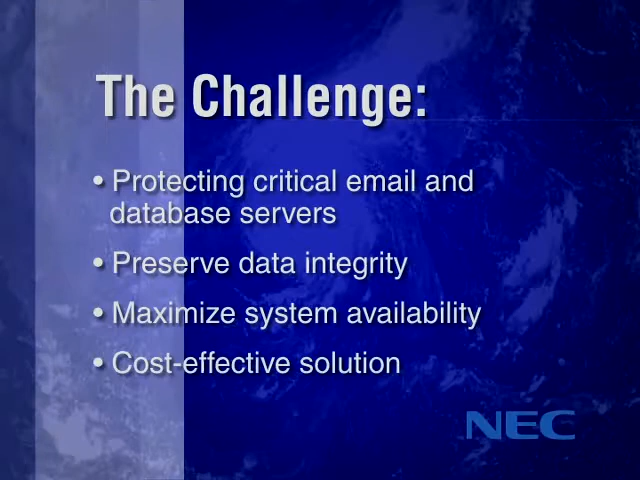 The Challenge:
• Protecting critical email and
database servers
• Preserve data integrity
• Maximize system availability
• Cost-effective solution
NEC